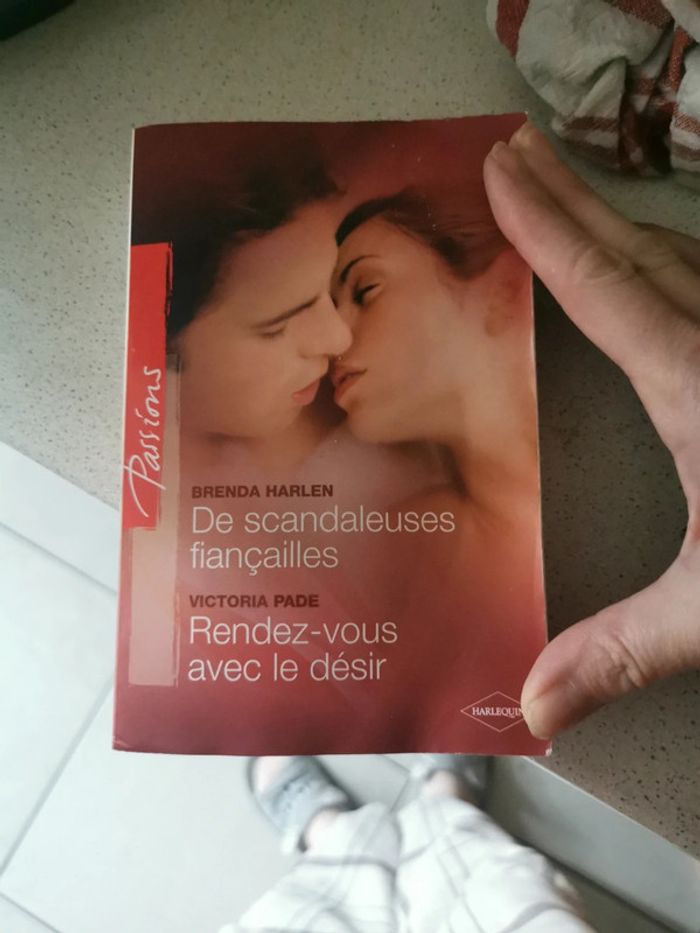 Passions
BRENDA HARLEN
De scandaleuses
fiançailles
VICTORIA PADE
Rendez-vous
avec le désir
HARLEQUIN